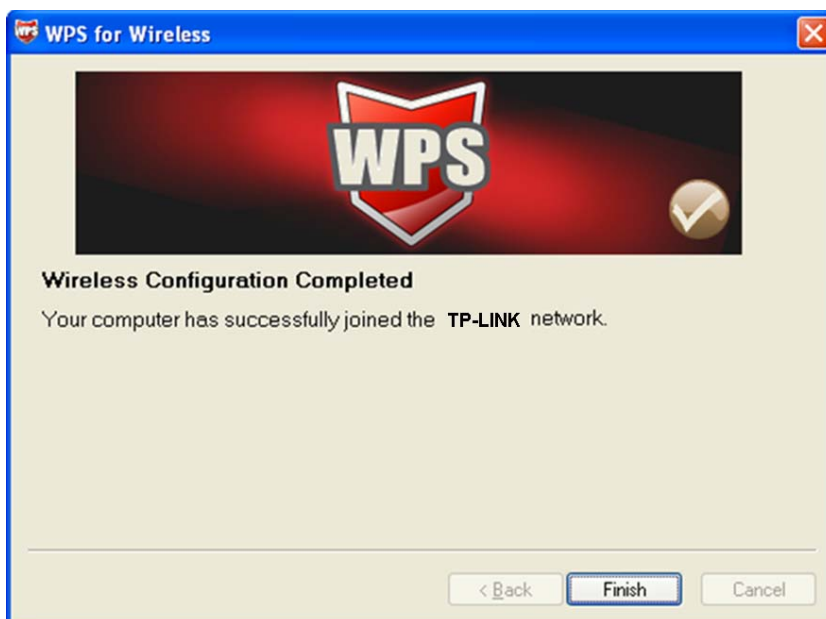 WPS for Wireless
WPS
Wireless Configuration Completed
Your computer has successfully joined the TP-LINK network.
< Back Finish Cancel